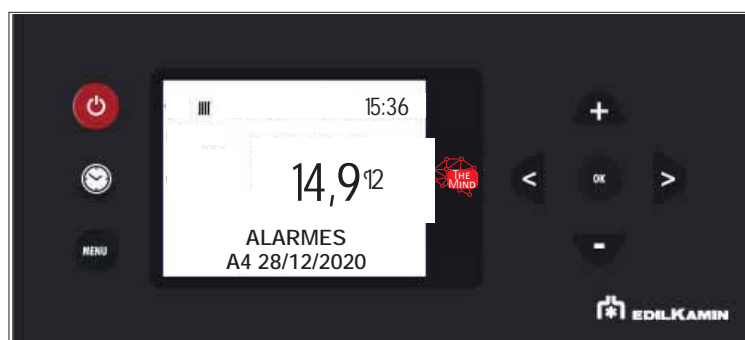 15:36
14,9 12
THE
MIND
ALARMES
A4 28/12/2020
MENU
+
< OK >
-
EDILKAMIN